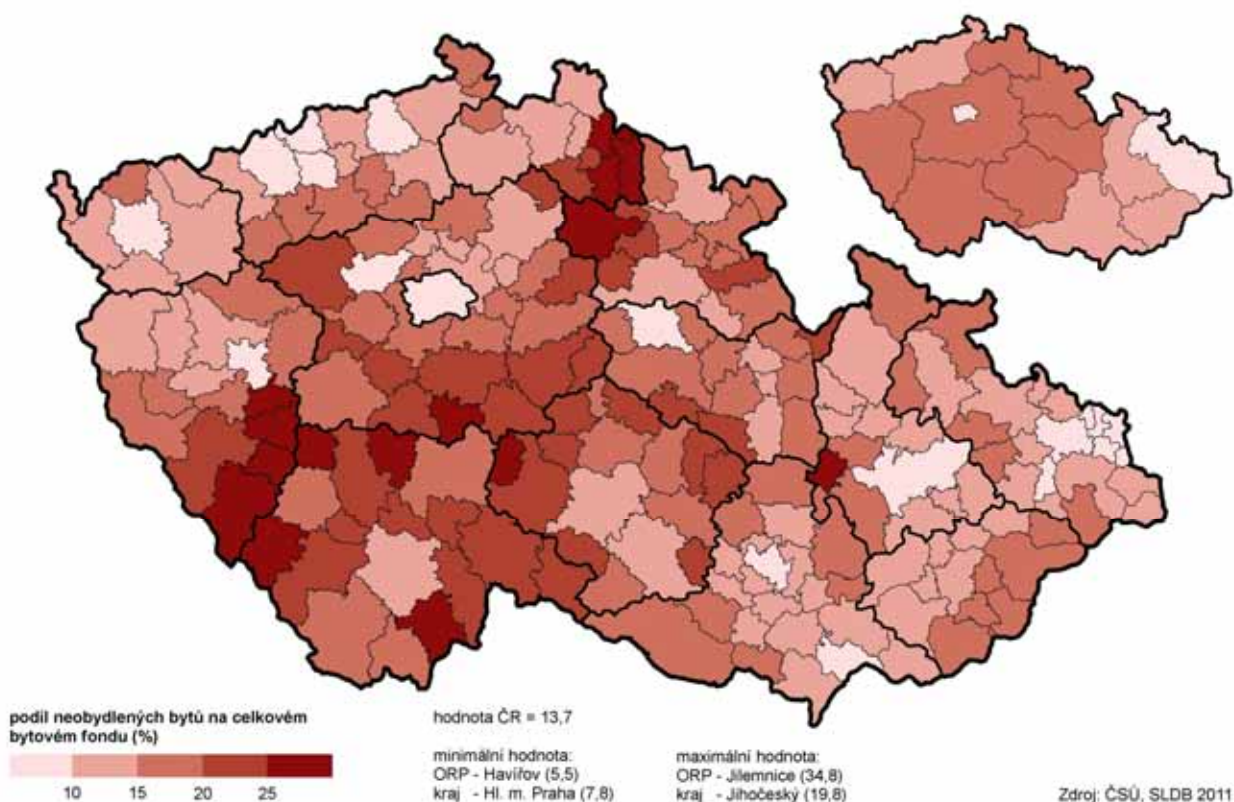 podíl neobydlených bytů na celkovém
bytovém fondu (%)
10 15 20 25
hodnota ČR = 13,7
minimální hodnota:
ORP - Havířov (5,5)
kraj - Hl. m. Praha (7,8)
maximální hodnota:
ORP - Jilemnice (34,8)
kraj - Jihočeský (19,8)
Zdroj: ČSÚ, SLDB 2011